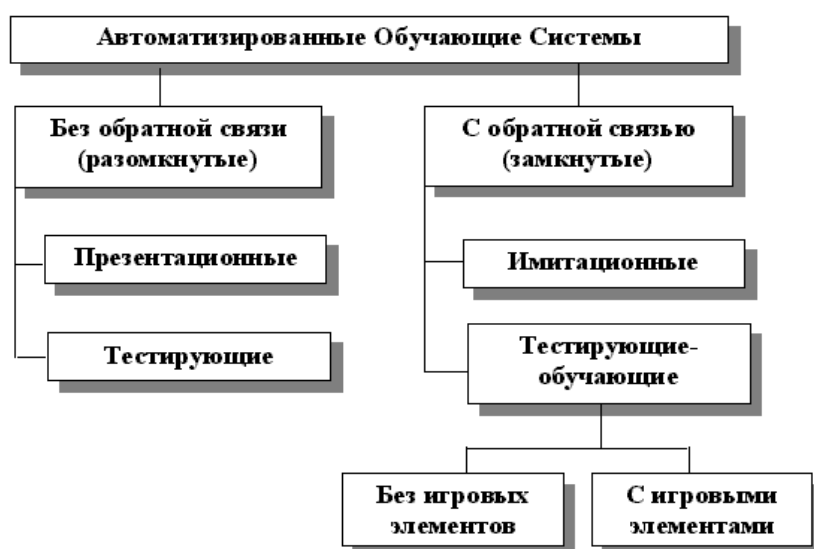 Автоматизированные Обучающие Системы
Без обратной связи
(разомкнутые)
С обратной связью
(замкнутые)
Презентационные
Имитационные
Тестирующие
Тестирующие-
обучающие
Без игровых
элементов
С игровыми
элементами